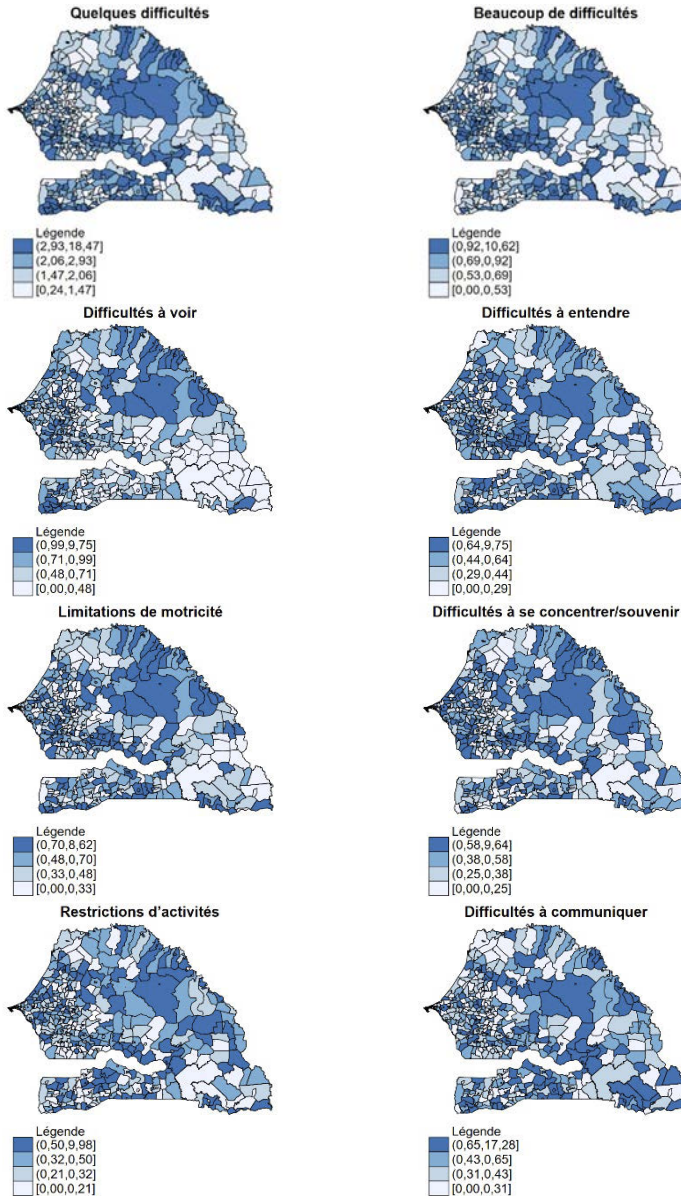 Quelques difficultés
Légende
(2,93,18,47]
(2,06,2,93]
(1,47,2,06]
[0,24,1,47]
Beaucoup de difficultés
Légende
(0,92,10,62]
(0,69,0,92]
(0,53,0,69]
[0,00,0,53]
Difficultés à voir
Légende
(0,99,9,75]
(0,71,0,99]
(0,48,0,71]
[0,00,0,48]
Difficultés à entendre
Légende
(0,64,9,75]
(0,44,0,64]
(0,29,0,44]
[0,00,0,29]
Limitations de motricité
Légende
(0,70,8,62]
(0,48,0,70]
(0,33,0,48]
[0,00,0,33]
Difficultés à se concentrer/souvenir
Légende
(0,58,9,64]
(0,38,0,58]
(0,25,0,38]
[0,00,0,25]
Restrictions d'activités
Légende
(0,50,9,98]
(0,32,0,50]
(0,21,0,32]
[0,00,0,21]
Difficultés à communiquer
Légende
(0,65,17,28]
(0,43,0,65]
(0,31,0,43]
[0,00,0,31]